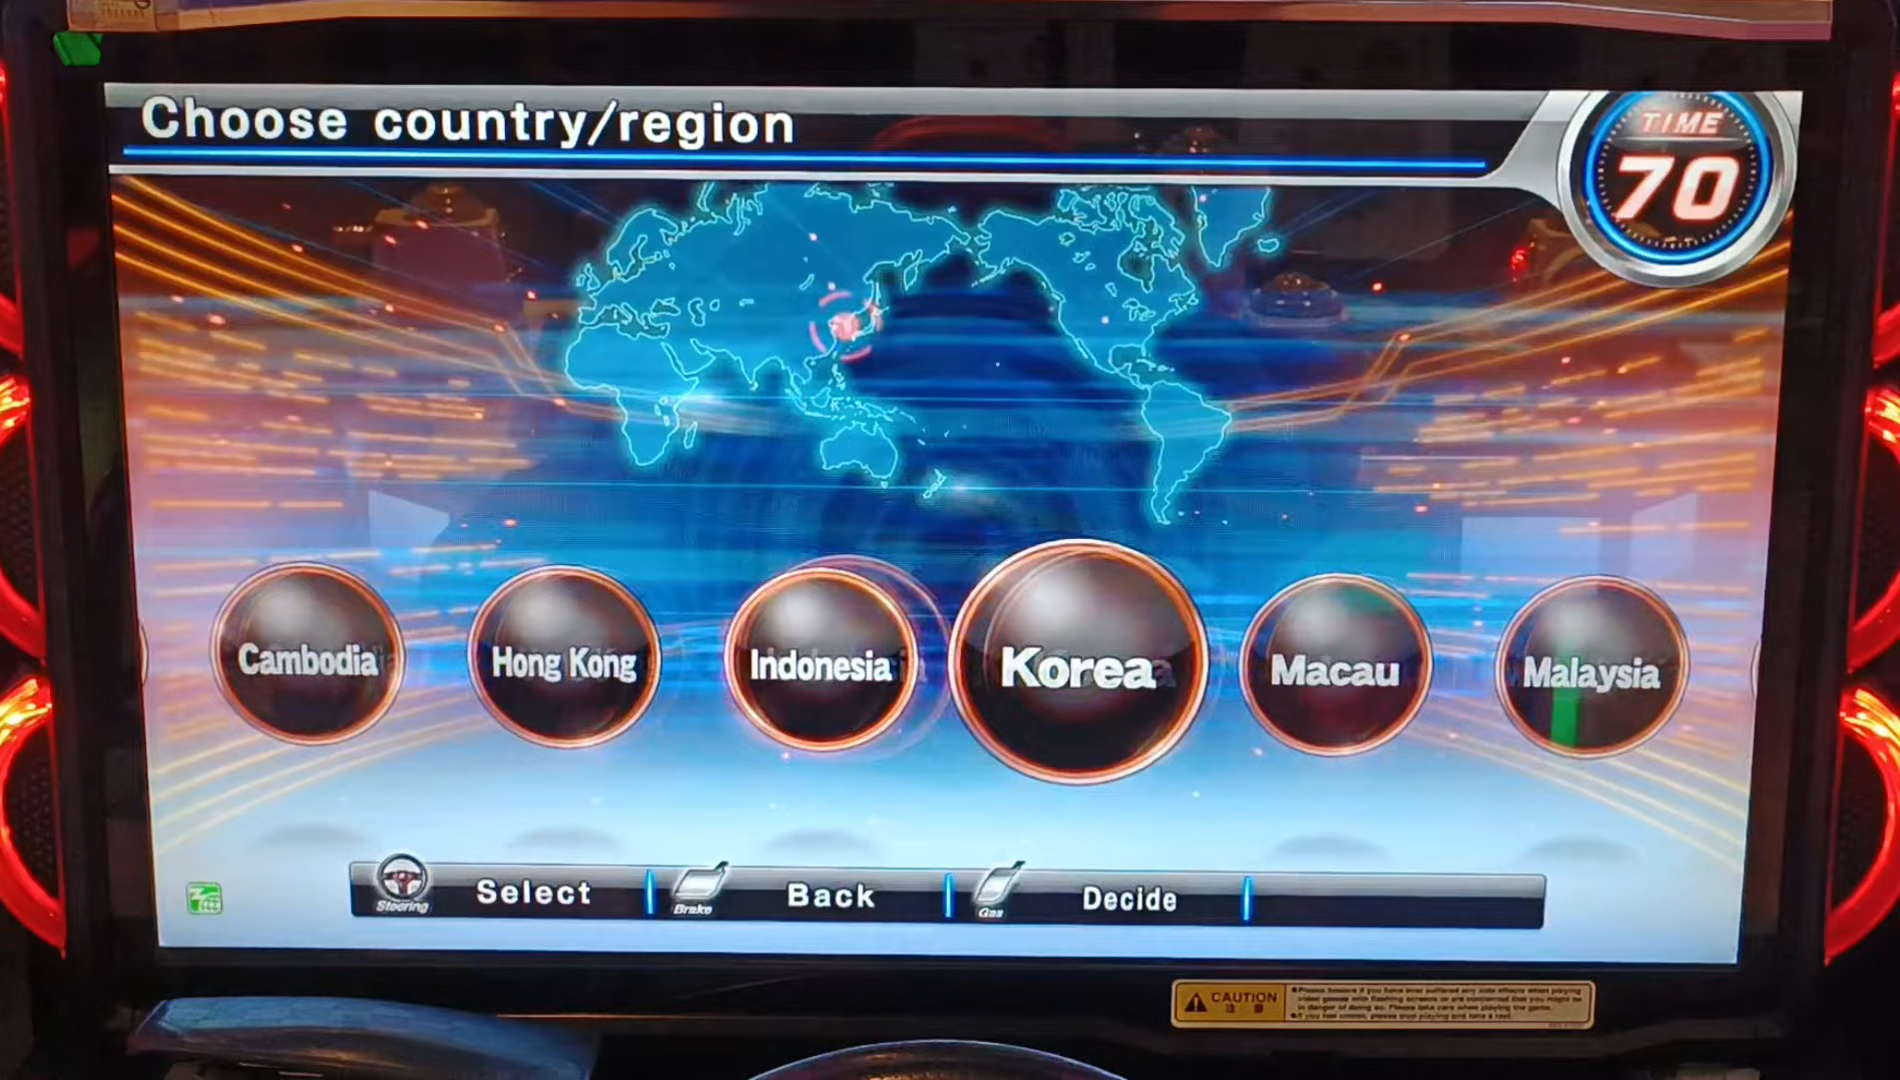 Choose country/region
TIME
70
Cambodia
Hong Kong
Indonesia
Korea
Macau
Malaysia
Steering
Select
Brake
Back
Gas
Decide
CAUTION